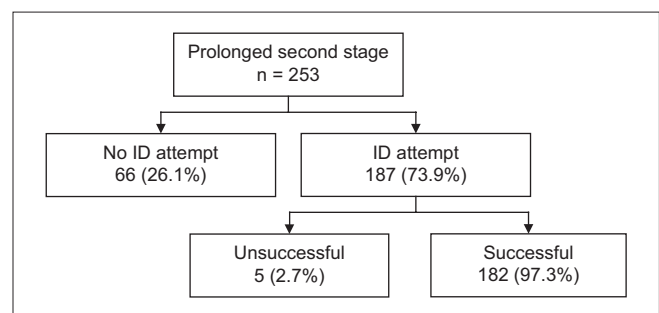 Prolonged second stage
n = 253
No ID attempt
66 (26.1%)
ID attempt
187 (73.9%)
Unsuccessful
5 (2.7%)
Successful
182 (97.3%)